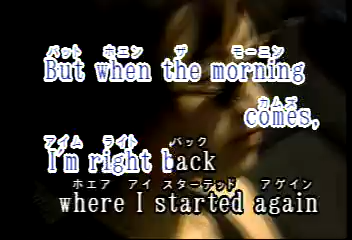 バット ホニン ザ モーニン
But when the morning
カムズ
comes,
アイム ライト バック
I'm right back
ホエア アイ スターテッド アゲイン
where I started again